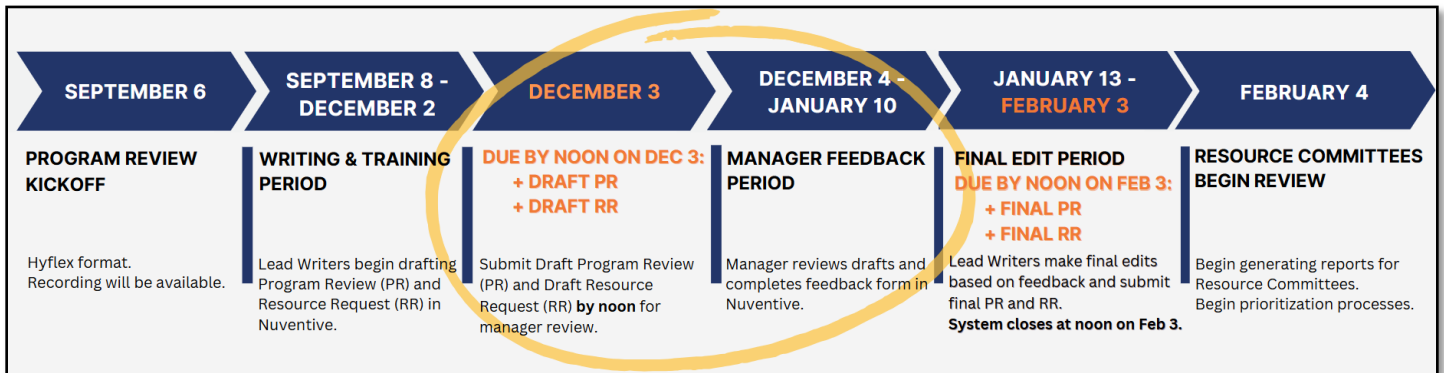 SEPTEMBER 6
SEPTEMBER 8 -
DECEMBER 2
DECEMBER 3
DECEMBER 4 -
JANUARY 10
JANUARY 13 -
FEBRUARY 3
FEBRUARY 4
PROGRAM REVIEW
KICKOFF
Hyflex format.
Recording will be available.
WRITING & TRAINING
PERIOD
Lead Writers begin drafting
Program Review (PR) and
Resource Request (RR) in
Nuventive.
DUE BY NOON ON DEC 3:
+ DRAFT PR
+ DRAFT RR
Submit Draft Program Review
(PR) and Draft Resource
Request (RR) by noon for
manager review.
MANAGER FEEDBACK
PERIOD
Manager reviews drafts and
completes feedback form in
Nuventive.
FINAL EDIT PERIOD
DUE BY NOON ON FEB 3:
+ FINAL PR
+ FINAL RR
Lead Writers make final edits
based on feedback and submit
final PR and RR.
System closes at noon on Feb 3.
RESOURCE COMMITTEES
BEGIN REVIEW
Begin generating reports for
Resource Committees.
Begin prioritization processes.